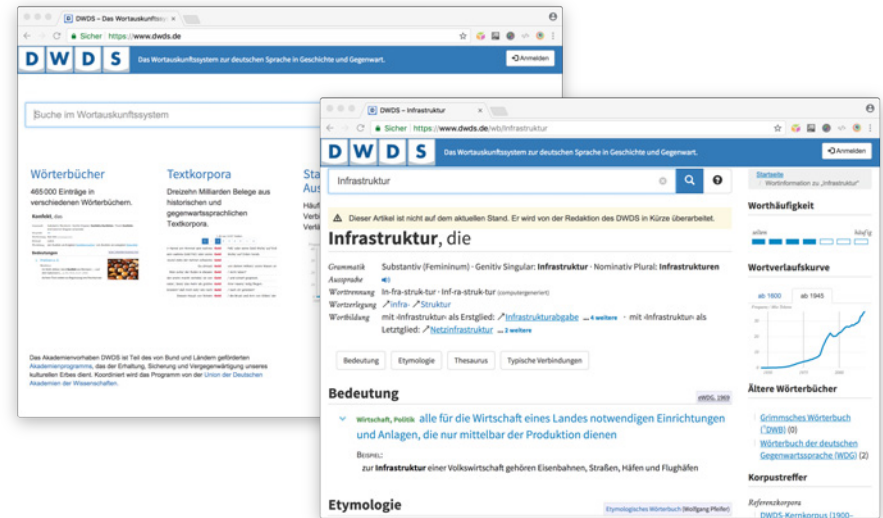 DWDS – Das Wortauskunftssy
Sicher https://www.dwds.de
D W D S
Das Wortauskunftssystem zur deutschen Sprache in Geschichte und Gegenwart.
Anmelden
Suche im Wortauskunftssystem
Wörterbücher
465000 Einträge in
verschiedenen Wörterbüchern.
Konfekt, das
Bedeutungen
Textkorpora
Dreizehn Milliarden Belege aus
historischen und
gegenwartssprachlichen
Textkorpora.
Das Akademienvorhaben DWDS ist Teil des von Bund und Ländern geförderten
Akademienprogramms, das der Erhaltung, Sicherung und Vergegenwärtigung unseres
kulturellen Erbes dient. Koordiniert wird das Programm von der Union der Deutschen
Akademien der Wissenschaften.
DWDS – Infrastruktur
Sicher https://www.dwds.de/wb/Infrastruktur
D W D S
Das Wortauskunftssystem zur deutschen Sprache in Geschichte und Gegenwart.
Anmelden
Infrastruktur
Dieser Artikel ist nicht auf dem aktuellen Stand. Er wird von der Redaktion des DWDS in Kürze überarbeitet.
Infrastruktur, die
Grammatik Substantiv (Femininum) · Genitiv Singular: Infrastruktur · Nominativ Plural: Infrastrukturen
Aussprache
Worttrennung In-fra-struk-tur · Inf-ra-struk-tur (computergeneriert)
Wortzerlegung ↗Infra- ↗Struktur
Wortbildung mit ›Infrastruktur‹ als Erstglied: ↗Infrastrukturabgabe ... 4 weitere · mit ›Infrastruktur‹ als
Letztglied: ↗Netzinfrastruktur ... 2 weitere
Bedeutung Etymologie Thesaurus Typische Verbindungen
Bedeutung
eWDG, 1969
Wirtschaft, Politik alle für die Wirtschaft eines Landes notwendigen Einrichtungen
und Anlagen, die nur mittelbar der Produktion dienen
BEISPIEL:
zur Infrastruktur einer Volkswirtschaft gehören Eisenbahnen, Straßen, Häfen und Flughäfen
Etymologie
Etymologisches Wörterbuch (Wolfgang Pfeifer)
Startseite
Wortinformation zu „Infrastruktur“
Worthäufigkeit
selten häufig
Wortverlaufskurve
ab 1600 ab 1945
Ältere Wörterbücher
Grimmsches Wörterbuch
(¹DWB) (0)
Wörterbuch der deutschen
Gegenwartssprache (WDG) (2)
Korpustreffer
Referenzkorpora
DWDS-Kernkorpus (1900–